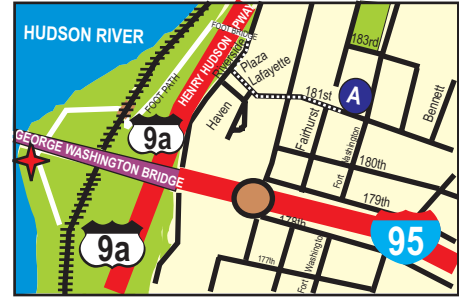 HUDSON RIVER
FOOT BRIDGE
183rd
HENRY HUDSON PKWY
Riverside
Plaza
Lafayette
FOOT PATH
181st
A
Bennett
Haven
9a
Fairhurst
GEORGE WASHINGTON BRIDGE
Fort Washington
180th
179th
178th
9a
95
177th
Fort Washington